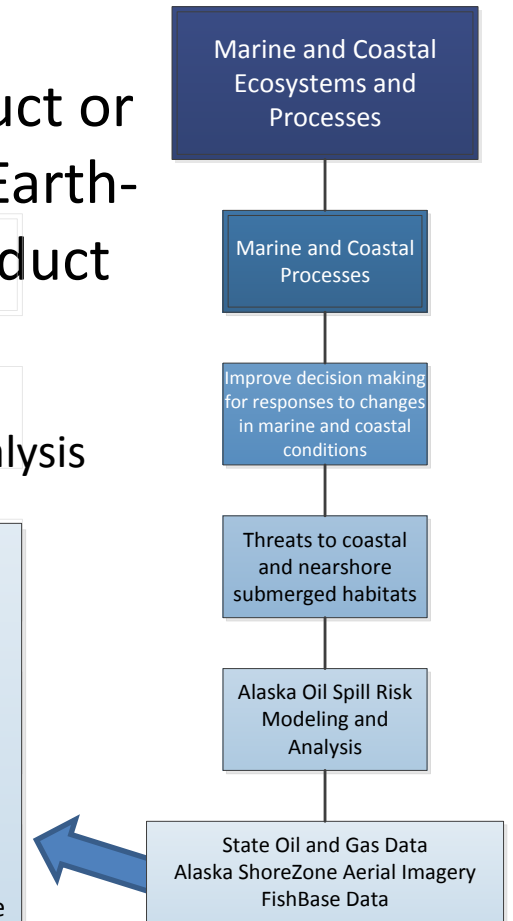 uct or
Earth-
duct
alysis
e
Marine and Coastal
Ecosystems and
Processes
Marine and Coastal
Processes
Improve decision making
for responses to changes
in marine and coastal
conditions
Threats to coastal
and nearshore
submerged habitats
Alaska Oil Spill Risk
Modeling and
Analysis
State Oil and Gas Data
Alaska ShoreZone Aerial Imagery
FishBase Data